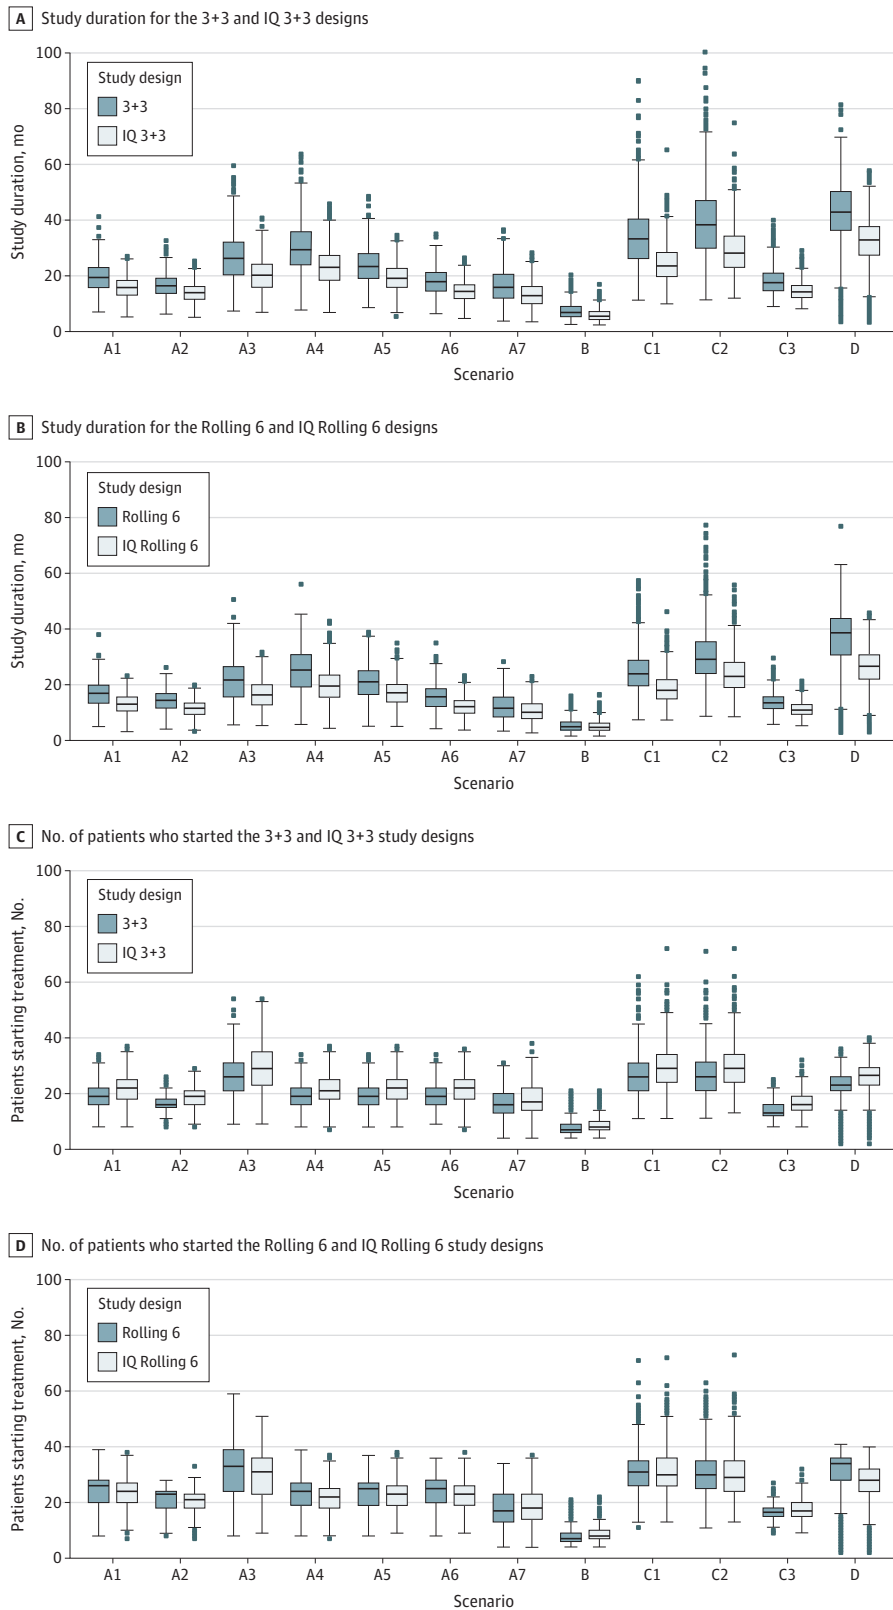 A Study duration for the 3+3 and IQ 3+3 designs
100
80
60
40
20
0
Study duration, mo
Study design
3+3
IQ 3+3
A1 A2 A3 A4 A5 A6 A7 B C1 C2 C3 D
Scenario
B Study duration for the Rolling 6 and IQ Rolling 6 designs
100
80
60
40
20
0
Study duration, mo
Study design
Rolling 6
IQ Rolling 6
A1 A2 A3 A4 A5 A6 A7 B C1 C2 C3 D
Scenario
C No. of patients who started the 3+3 and IQ 3+3 study designs
100
80
60
40
20
0
Patients starting treatment, No.
Study design
3+3
IQ 3+3
A1 A2 A3 A4 A5 A6 A7 B C1 C2 C3 D
Scenario
D No. of patients who started the Rolling 6 and IQ Rolling 6 study designs
100
80
60
40
20
0
Patients starting treatment, No.
Study design
Rolling 6
IQ Rolling 6
A1 A2 A3 A4 A5 A6 A7 B C1 C2 C3 D
Scenario